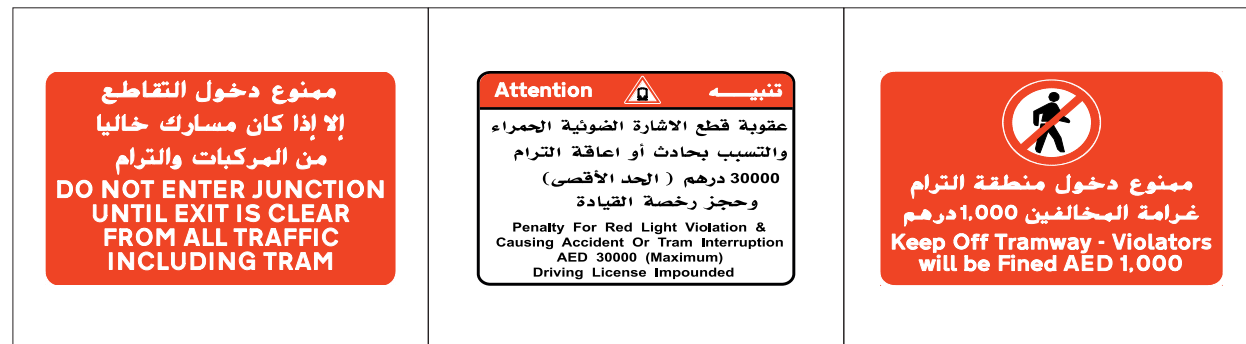 ممنوع دخول التقاطع
إلا إذا كان مسارك خاليا
من المركبات والترام
DO NOT ENTER JUNCTION
UNTIL EXIT IS CLEAR
FROM ALL TRAFFIC
INCLUDING TRAM
Attention تنبيـــــه
عقوبة قطع الاشارة الضوئية الحمراء
والتسبب بحادث أو اعاقة الترام
30000 درهم ( الحد الأقصى)
وحجز رخصة القيادة
Penalty For Red Light Violation &
Causing Accident Or Tram Interruption
AED 30000 (Maximum)
Driving License Impounded
ممنوع دخول منطقة الترام
غرامة المخالفين 1,000 درهم
Keep Off Tramway - Violators
will be Fined AED 1,000